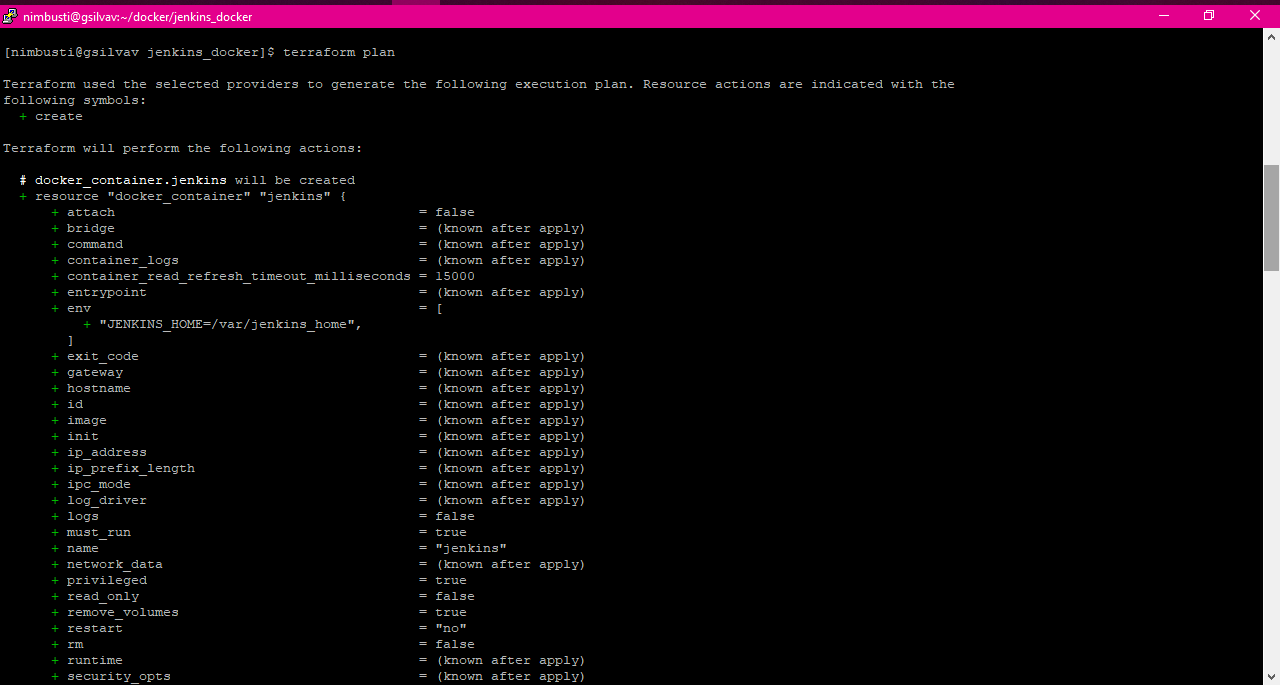 nimbusti@gsilvav:~/docker/jenkins_docker
[nimbusti@gsilvav jenkins_docker]$ terraform plan
Terraform used the selected providers to generate the following execution plan. Resource actions are indicated with the
following symbols:
  + create
Terraform will perform the following actions:
  # docker_container.jenkins will be created
  + resource "docker_container" "jenkins" {
      + attach                                      = false
      + bridge                                      = (known after apply)
      + command                                     = (known after apply)
      + container_logs                              = (known after apply)
      + container_read_refresh_timeout_milliseconds = 15000
      + entrypoint                                  = (known after apply)
      + env                                         = [
          + "JENKINS_HOME=/var/jenkins_home",
        ]
      + exit_code                                   = (known after apply)
      + gateway                                     = (known after apply)
      + hostname                                    = (known after apply)
      + id                                          = (known after apply)
      + image                                       = (known after apply)
      + init                                        = (known after apply)
      + ip_address                                  = (known after apply)
      + ip_prefix_length                            = (known after apply)
      + ipc_mode                                    = (known after apply)
      + log_driver                                  = (known after apply)
      + logs                                        = false
      + must_run                                    = true
      + name                                        = "jenkins"
      + network_data                                = (known after apply)
      + privileged                                  = true
      + read_only                                   = false
      + remove_volumes                              = true
      + restart                                     = "no"
      + rm                                          = false
      + runtime                                     = (known after apply)
      + security_opts                               = (known after apply)